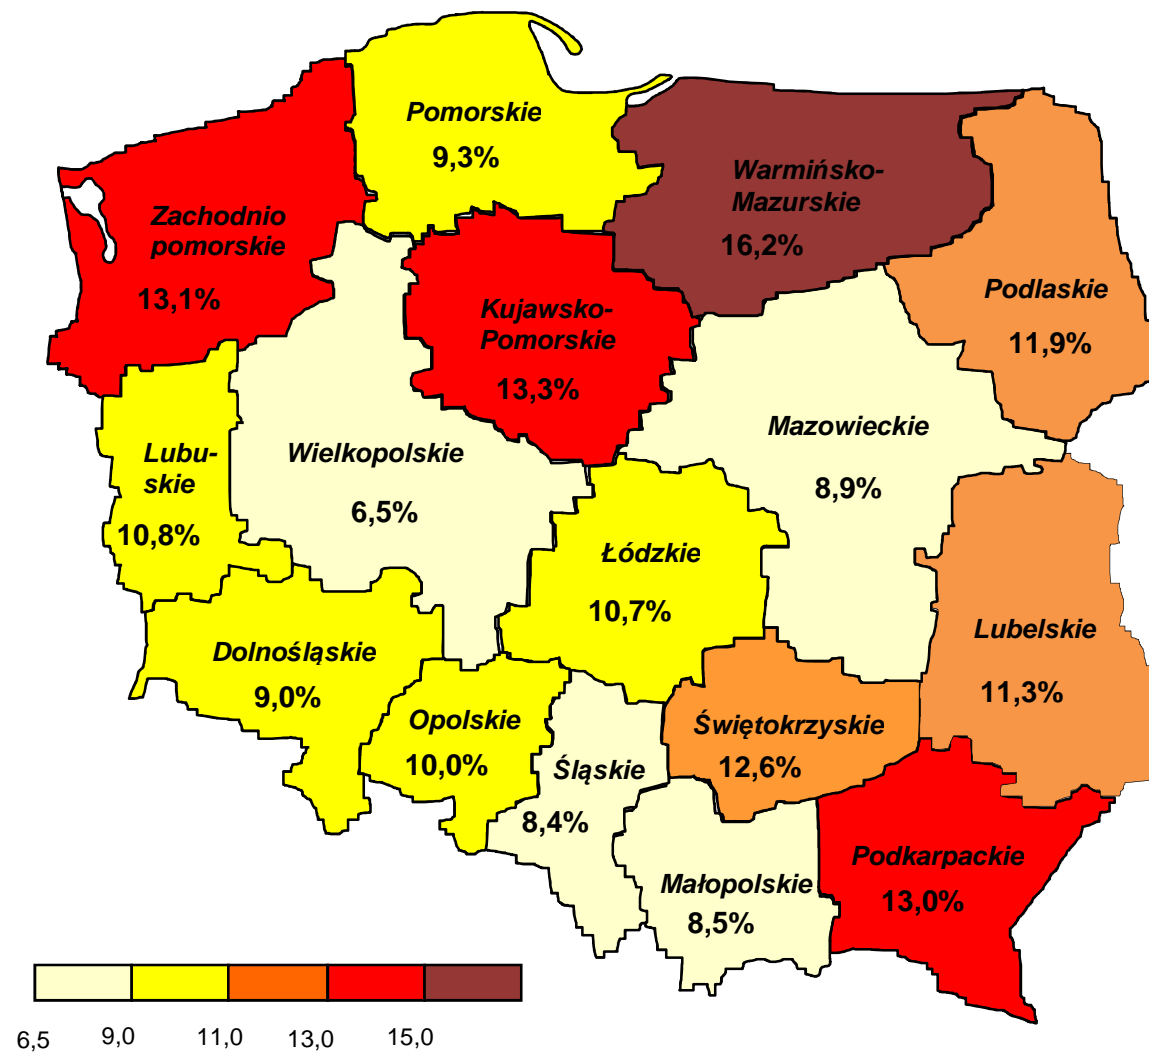 Pomorskie
9,3%
Warmińsko-
Mazurskie
16,2%
Zachodnio
pomorskie
13,1%
Podlaskie
11,9%
Kujawsko-
Pomorskie
13,3%
Mazowieckie
8,9%
Lubu-
skie
10,8%
Wielkopolskie
6,5%
Łódzkie
10,7%
Lubelskie
11,3%
Dolnośląskie
9,0%
Opolskie
10,0%
Śląskie
8,4%
Świętokrzyskie
12,6%
Małopolskie
8,5%
Podkarpackie
13,0%
6,5 9,0 11,0 13,0 15,0